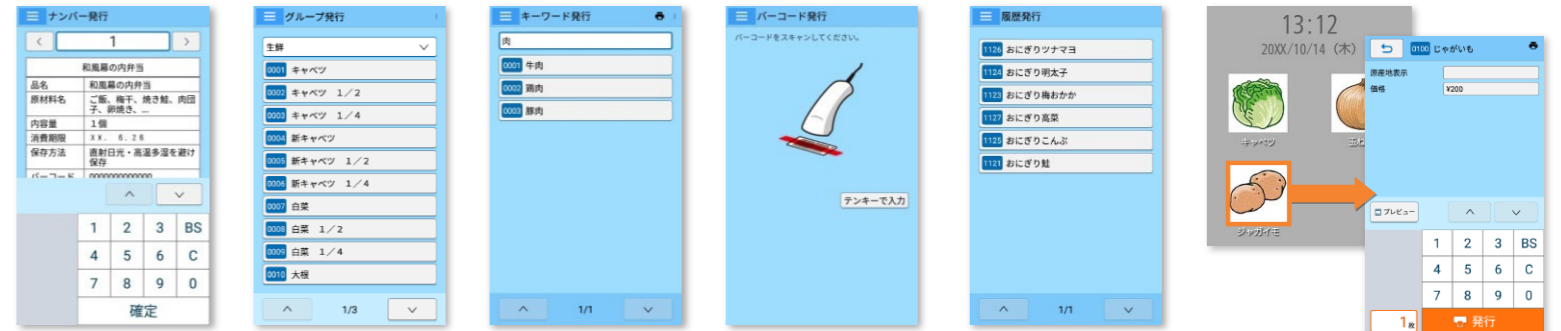 ナンバー発行
1
和風幕の内弁当
品名 和風幕の内弁当
原材料名 ご飯、梅干、焼き鮭、肉団
子、卵焼き、…
内容量 1個
消費期限 XX. 6.26
保存方法 直射日光・高温多湿を避け
保存
バーコード 0000000000000
1 2 3 BS
4 5 6 C
7 8 9 0
確定
グループ発行
生鮮
0001 キャベツ
0002 キャベツ 1/2
0003 キャベツ 1/4
0004 新キャベツ
0005 新キャベツ 1/2
0006 新キャベツ 1/4
0007 白菜
0008 白菜 1/2
0009 白菜 1/4
0010 大根
1/3
キーワード発行
肉
0001 牛肉
0002 鶏肉
0003 豚肉
1/1
バーコード発行
バーコードをスキャンしてください。
テンキーで入力
履歴発行
1126 おにぎりツナマヨ
1124 おにぎり明太子
1123 おにぎり梅おかか
1127 おにぎり高菜
1125 おにぎりこんぶ
1121 おにぎり鮭
1/1
13:12
20XX/10/14（木）
キャベツ
玉ね
ジャガイモ
0100 じゃがいも
原産地表示
価格 ¥200
プレビュー
1 2 3 BS
4 5 6 C
7 8 9 0
1枚 発行